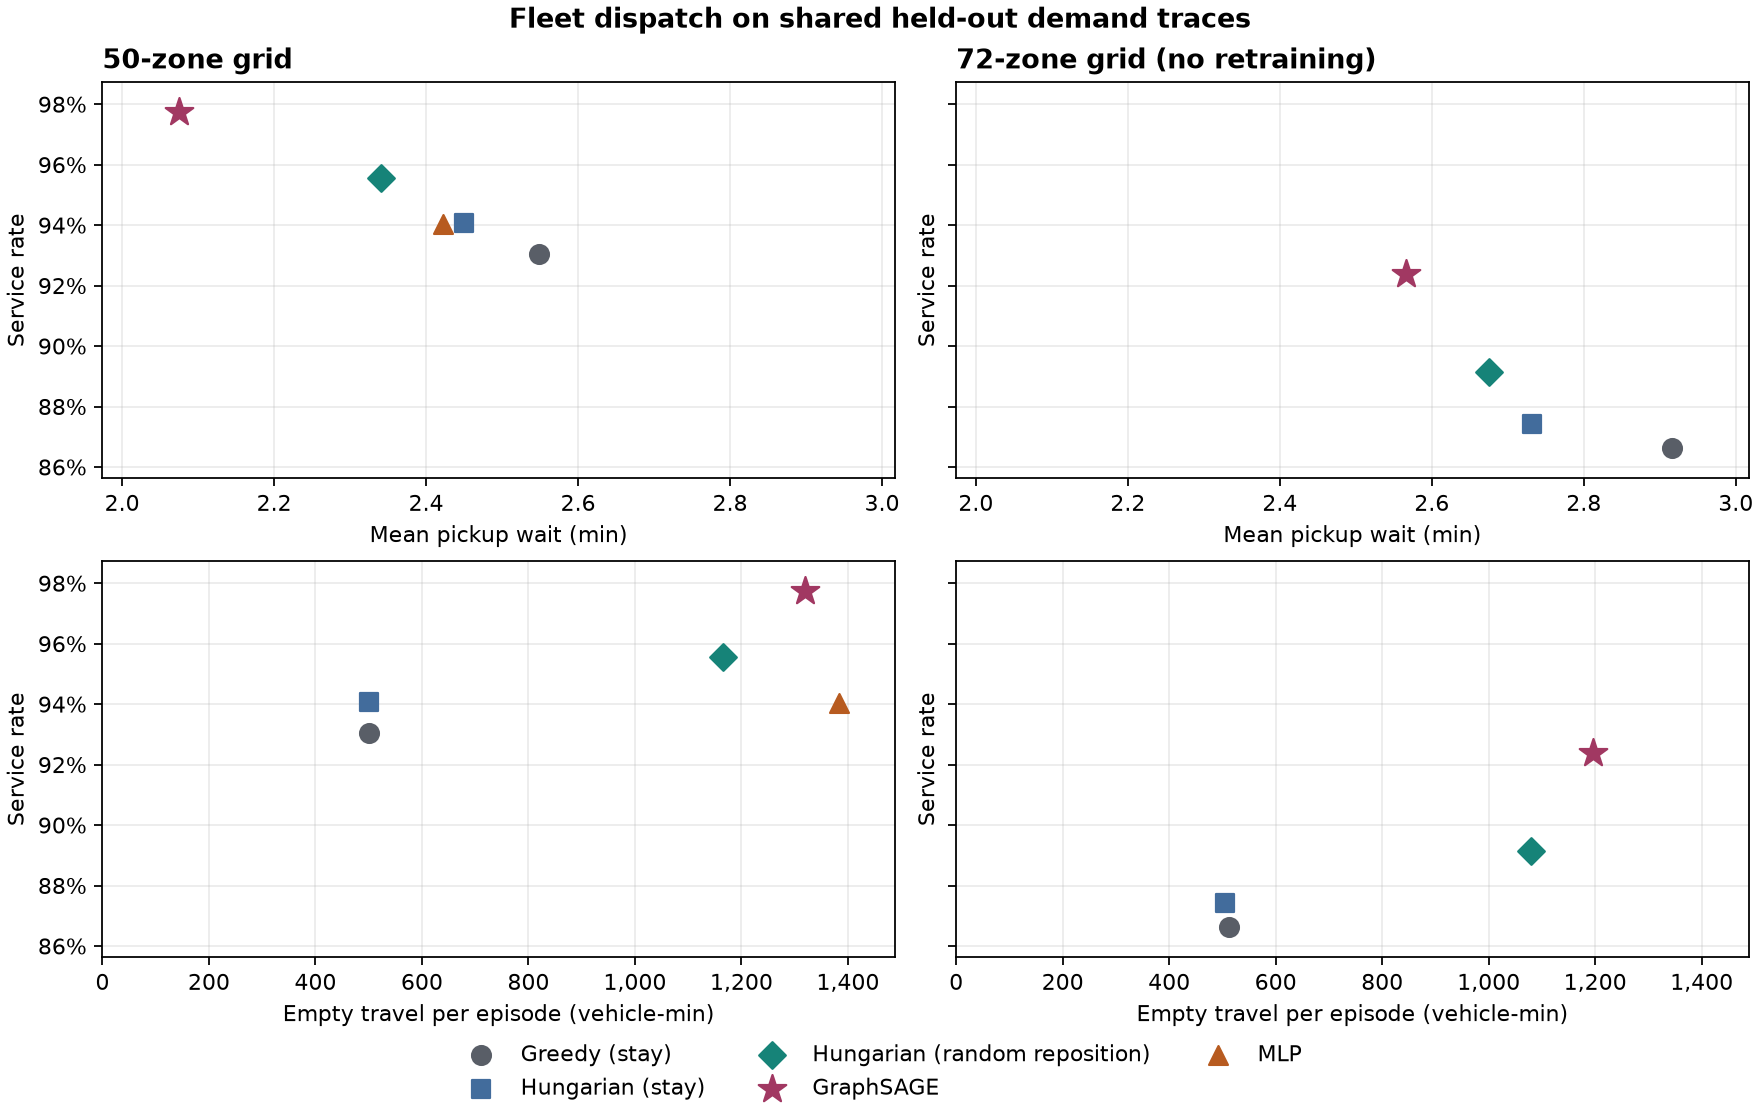 Fleet dispatch on shared held-out demand traces
50-zone grid
98%
96%
94%
92%
90%
88%
86%
Service rate
2.0 2.2 2.4 2.6 2.8 3.0
Mean pickup wait (min)
72-zone grid (no retraining)
Service rate
2.0 2.2 2.4 2.6 2.8 3.0
Mean pickup wait (min)
98%
96%
94%
92%
90%
88%
86%
Service rate
0 200 400 600 800 1,000 1,200 1,400
Empty travel per episode (vehicle-min)
Service rate
0 200 400 600 800 1,000 1,200 1,400
Empty travel per episode (vehicle-min)
Greedy (stay)
Hungarian (stay)
Hungarian (random reposition)
GraphSAGE
MLP